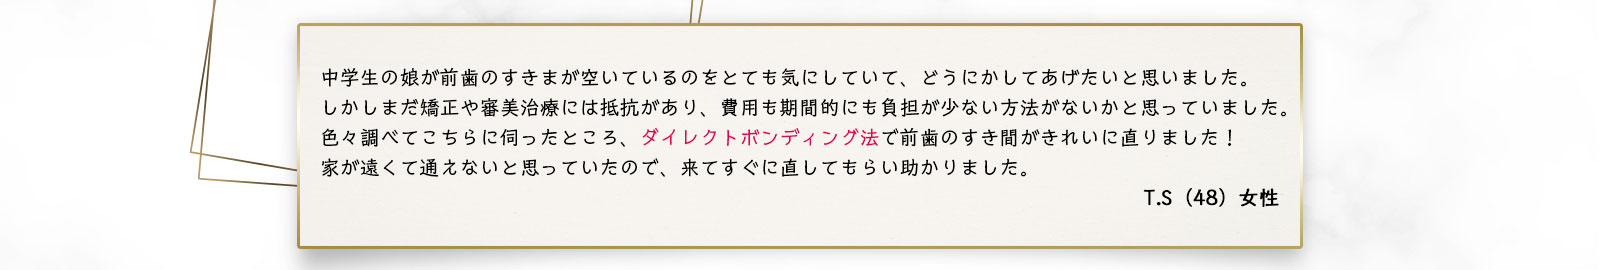 中学生の娘が前歯のすきまが空いているのをとても気にしていて、どうにかしてあげたいと思いました。
しかしまだ矯正や審美治療には抵抗があり、費用も期間的にも負担が少ない方法がないかと思っていました。
色々調べてこちらに伺ったところ、ダイレクトボンディング法で前歯のすき間がきれいに直りました！
家が遠くて通えないと思っていたので、来てすぐに直してもらい助かりました。
T.S（48）女性